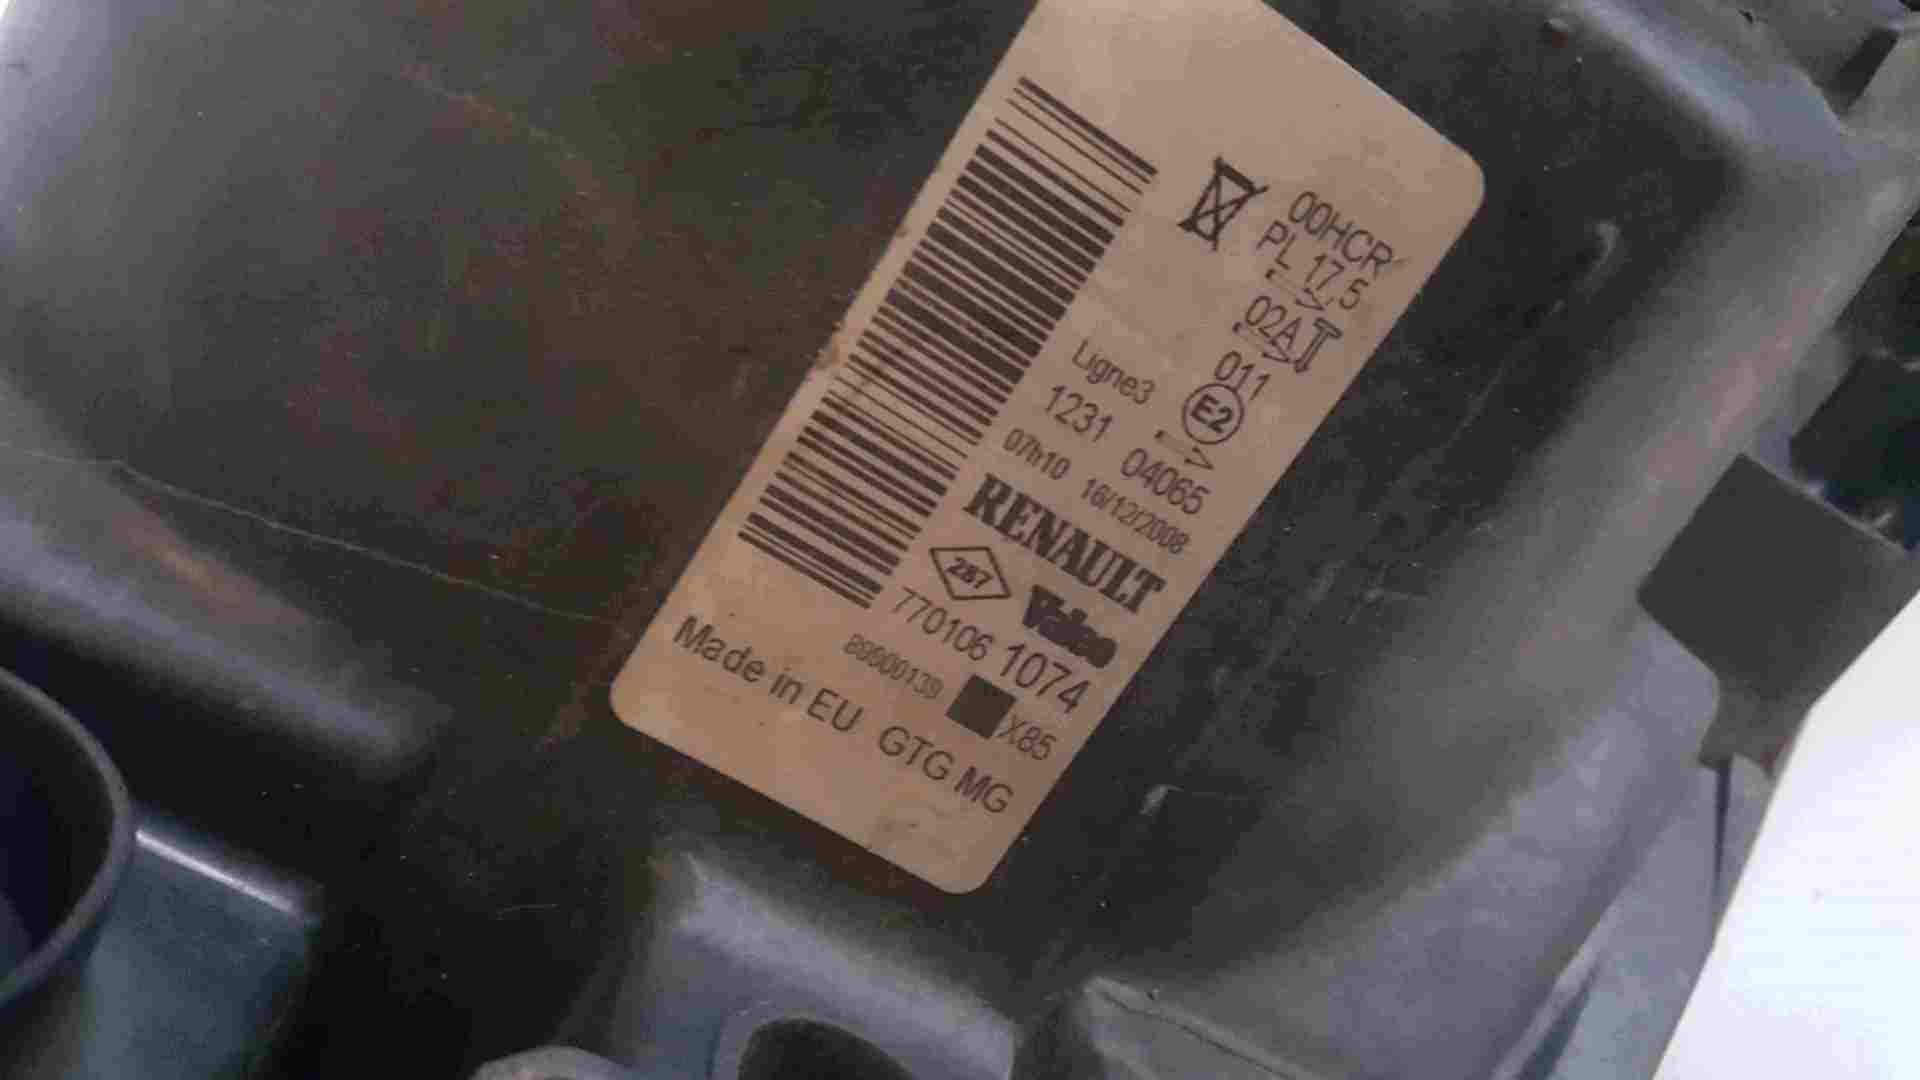 00HCR
PL 17,5
02A
011
E2
Ligne3
1231 04065
07h10 16/12/2008
RENAULT
287 Valeo
770106 1074
89900139 X85
Made in EU GTG MG